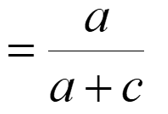 = a / (a + c)